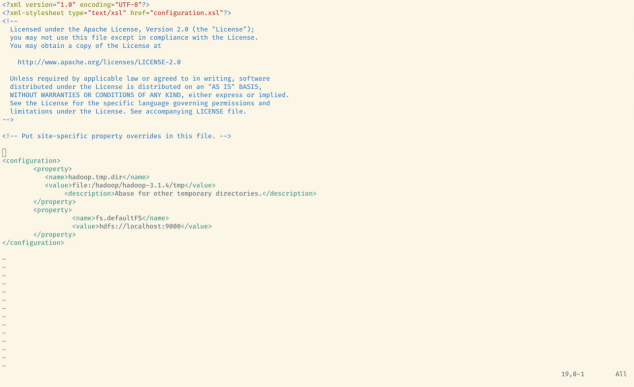 <?xml version="1.0" encoding="UTF-8"?>
<?xml-stylesheet type="text/xsl" href="configuration.xsl"?>
<!--
  Licensed under the Apache License, Version 2.0 (the "License");
  you may not use this file except in compliance with the License.
  You may obtain a copy of the License at

    http://www.apache.org/licenses/LICENSE-2.0

  Unless required by applicable law or agreed to in writing, software
  distributed under the License is distributed on an "AS IS" BASIS,
  WITHOUT WARRANTIES OR CONDITIONS OF ANY KIND, either express or implied.
  See the License for the specific language governing permissions and
  limitations under the License. See accompanying LICENSE file.
-->

<!-- Put site-specific property overrides in this file. -->

<configuration>
        <property>
           <name>hadoop.tmp.dir</name>
           <value>file:/hadoop/hadoop-3.1.4/tmp</value>
                <description>Abase for other temporary directories.</description>
        </property>
        <property>
                  <name>fs.defaultFS</name>
                  <value>hdfs://localhost:9000</value>
        </property>
</configuration>

~
~
~
~
~
~
~
~
~
~
~
~
~
~
19,0-1 All